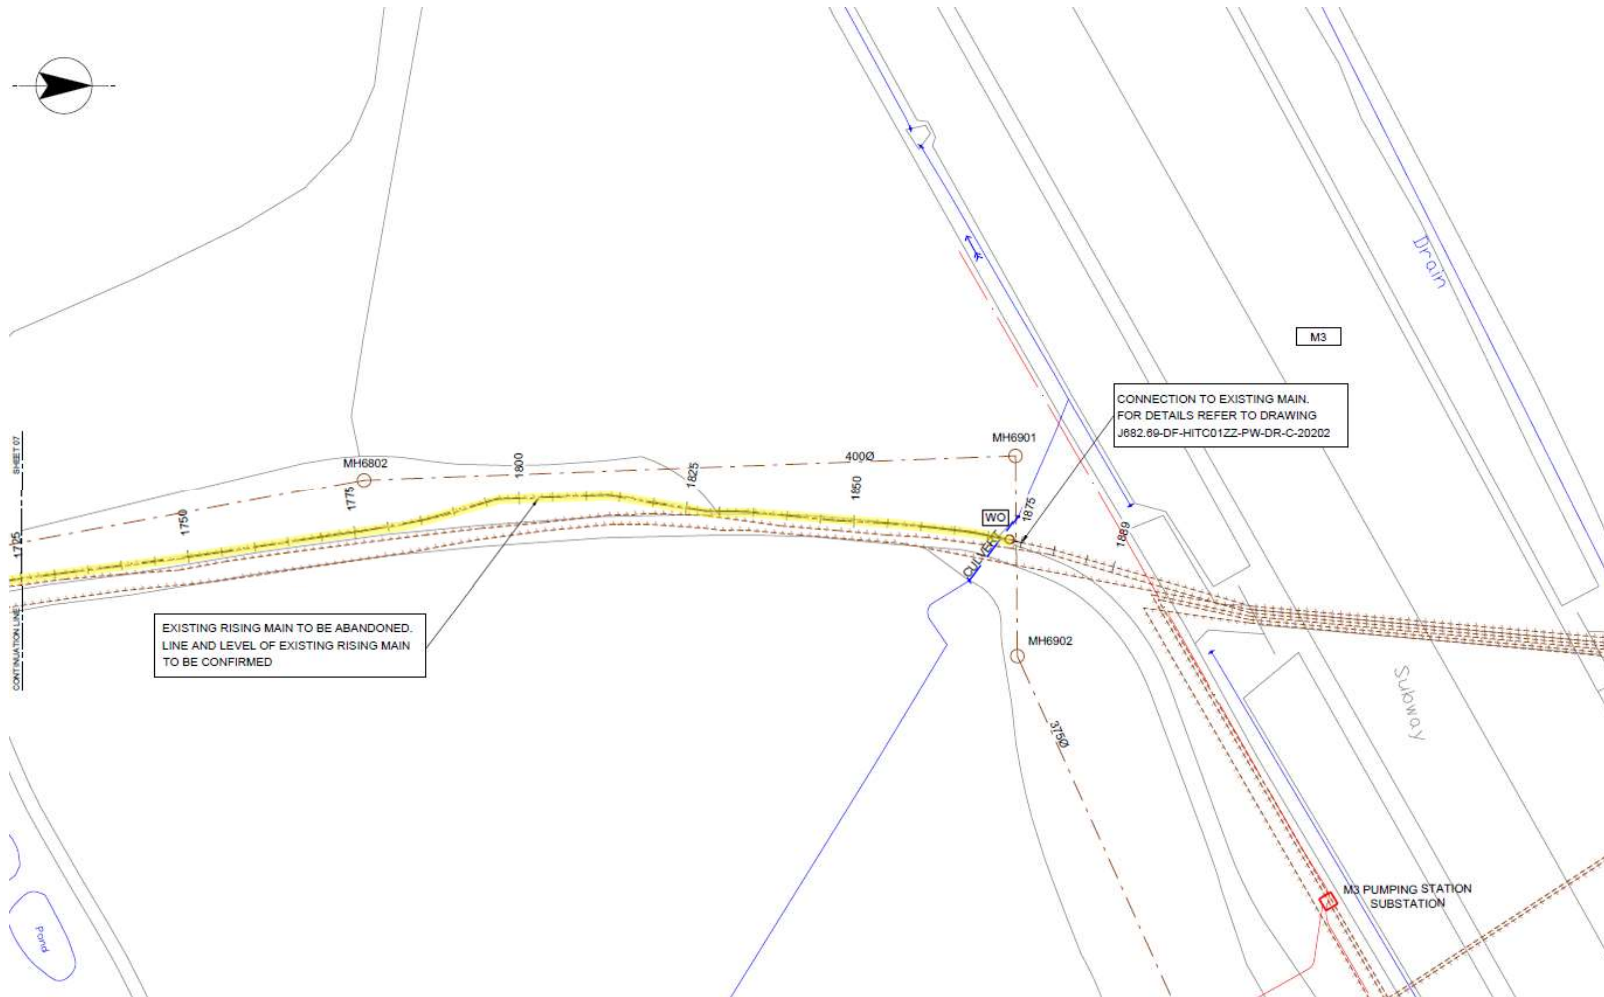 Drain
M3
CONNECTION TO EXISTING MAIN.
FOR DETAILS REFER TO DRAWING
J682.69-DF-HITC01ZZ-PW-DR-C-20202
MH6901
400Ø
MH6802
1800
1825
1850
1775
1750
1725
SHEET 07
CONTINUATION LINE
WO
1875
1889
CULVERT
EXISTING RISING MAIN TO BE ABANDONED.
LINE AND LEVEL OF EXISTING RISING MAIN
TO BE CONFIRMED
MH6902
375Ø
Subway
M3 PUMPING STATION
SUBSTATION
Pond